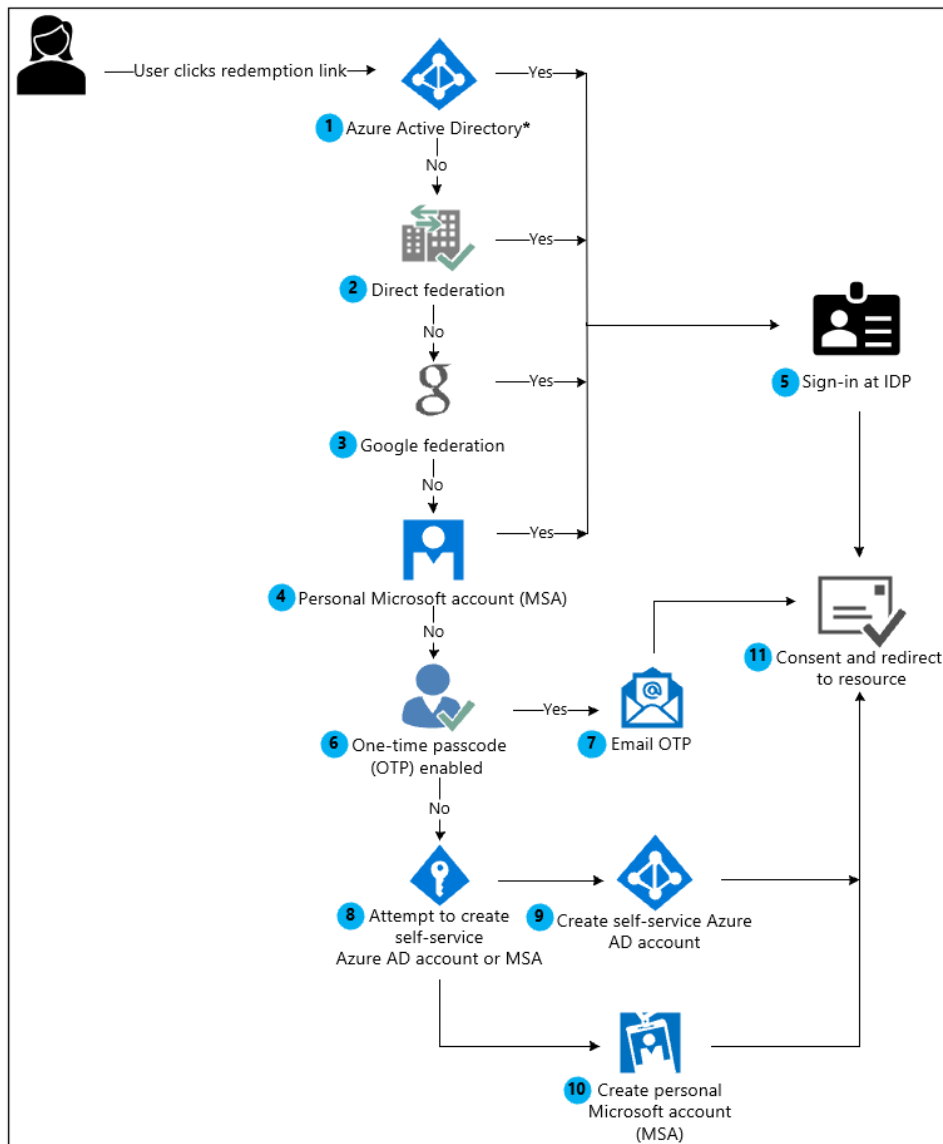 User clicks redemption link
Yes
1 Azure Active Directory*
No
Yes
2 Direct federation
No
g
Yes
5 Sign-in at IDP
3 Google federation
No
Yes
4 Personal Microsoft account (MSA)
No
11 Consent and redirect
to resource
@
Yes
6 One-time passcode
(OTP) enabled
7 Email OTP
No
8 Attempt to create
self-service
Azure AD account or MSA
9 Create self-service Azure
AD account
10 Create personal
Microsoft account
(MSA)